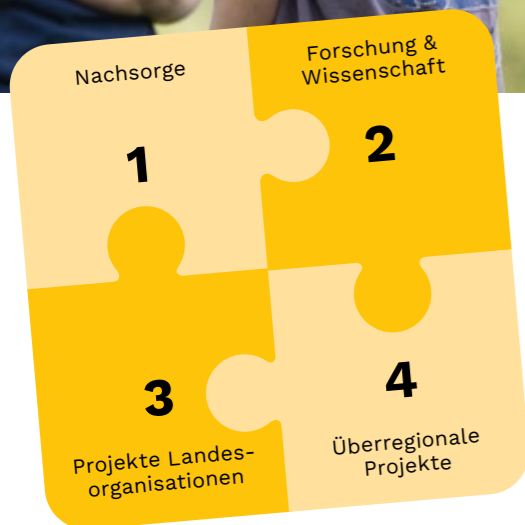 Nachsorge
1
Forschung &
Wissenschaft
2
3
Projekte Landes-
organisationen
4
Überregionale
Projekte